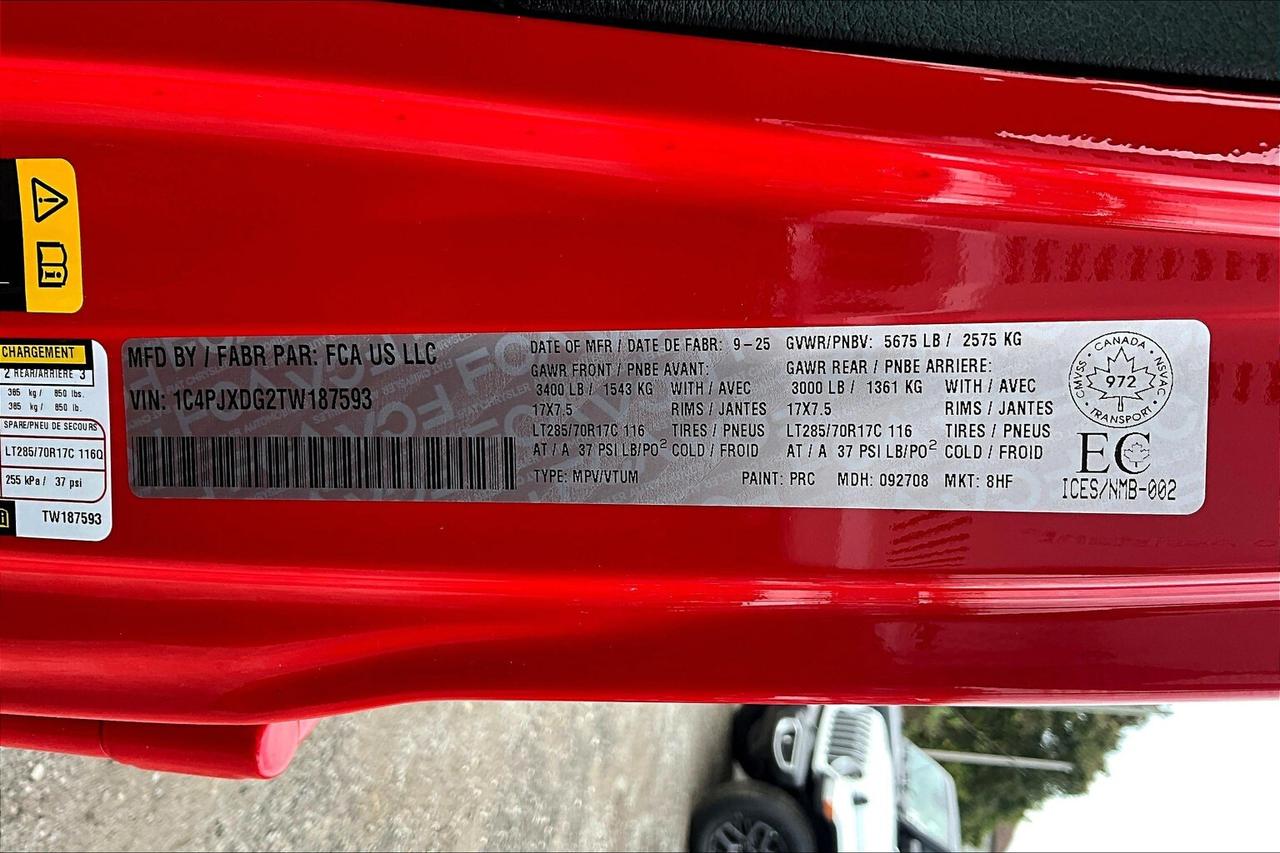 CHARGEMENT
2 REAR/ARRIÈRE 3
385 kg / 850 lbs.
385 kg / 850 lbs.
SPARE/PNEU DE SECOURS
LT285/70R17C 116Q
255 kPa / 37 psi
TW187593
MFD BY / FABR PAR: FCA US LLC
VIN: 1C4PJXDG2TW187593
DATE OF MFR / DATE DE FABR: 9-25 GVWR/PNBV: 5675 LB / 2575 KG
GAWR FRONT / PNBE AVANT: GAWR REAR / PNBE ARRIERE:
3400 LB / 1543 KG WITH / AVEC 3000 LB / 1361 KG WITH / AVEC
17X7.5 RIMS / JANTES 17X7.5 RIMS / JANTES
LT285/70R17C 116 TIRES / PNEUS LT285/70R17C 116 TIRES / PNEUS
AT / A 37 PSI LB/PO² COLD / FROID AT / A 37 PSI LB/PO² COLD / FROID
TYPE: MPV/VTUM PAINT: PRC MDH: 092708 MKT: 8HF
CANADA
CMVSS NSVAC
972
TRANSPORT
EC
ICES/NMB-002